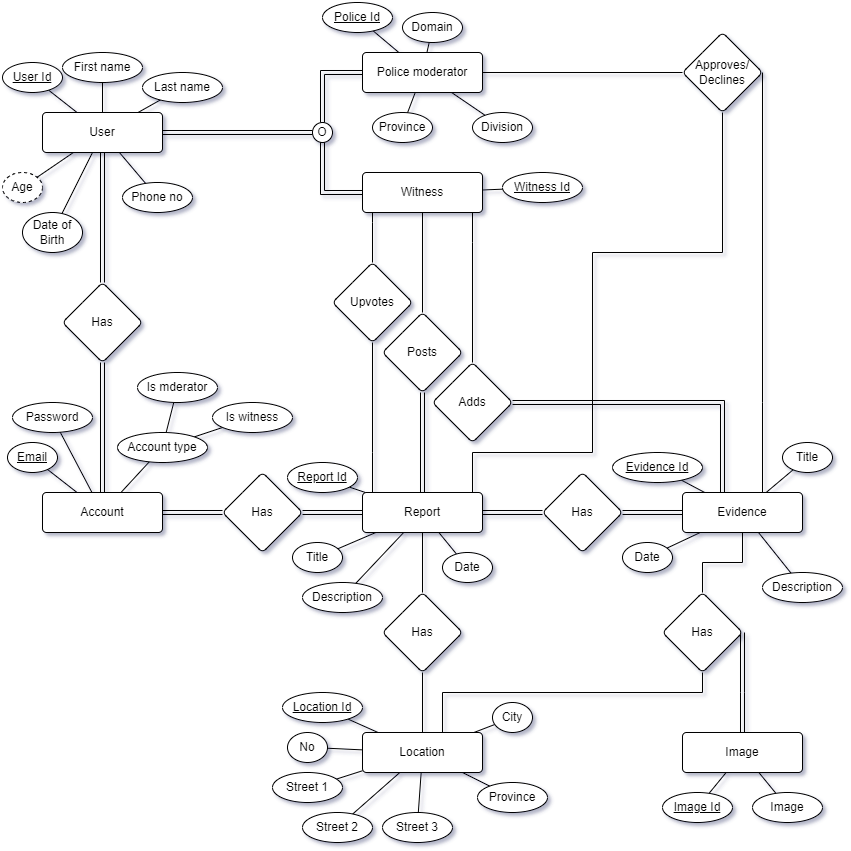 Police Id
Domain
Police moderator
Province
Division
Approves/
Declines
User Id
First name
Last name
User
O
Age
Date of
Birth
Phone no
Witness
Witness Id
Has
Upvotes
Posts
Adds
Is mderator
Is witness
Password
Account type
Email
Account
Has
Report Id
Report
Has
Evidence Id
Title
Evidence
Title
Description
Date
Date
Description
Has
Has
Location Id
City
No
Location
Street 1
Street 2
Street 3
Province
Image
Image Id
Image